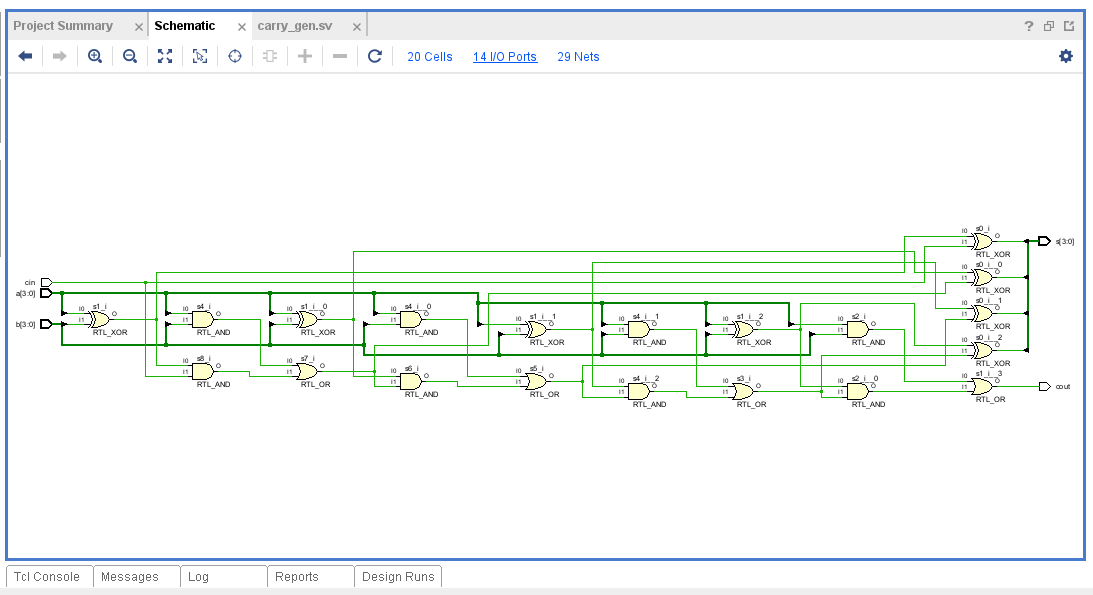 Project Summary × Schematic × carry_gen.sv × ?
20 Cells 14 I/O Ports 29 Nets
cin
a[3:0]
b[3:0]
I0 I1 s1_i O RTL_XOR
I0 I1 s4_i O RTL_AND
I0 I1 s1_i__0 O RTL_XOR
I0 I1 s4_i__0 O RTL_AND
I0 I1 s1_i__1 O RTL_XOR
I0 I1 s4_i__1 O RTL_AND
I0 I1 s1_i__2 O RTL_XOR
I0 I1 s2_i O RTL_AND
I0 I1 s8_i O RTL_AND
I0 I1 s7_i O RTL_OR
I0 I1 s6_i O RTL_AND
I0 I1 s5_i O RTL_OR
I0 I1 s4_i__2 O RTL_AND
I0 I1 s3_i O RTL_OR
I0 I1 s2_i__0 O RTL_AND
I0 I1 s0_i O RTL_XOR
I0 I1 s0_i__0 O RTL_XOR
I0 I1 s0_i__1 O RTL_XOR
I0 I1 s0_i__2 O RTL_XOR
I0 I1 s1_i__3 O RTL_OR
s[3:0]
cout
Tcl Console Messages Log Reports Design Runs